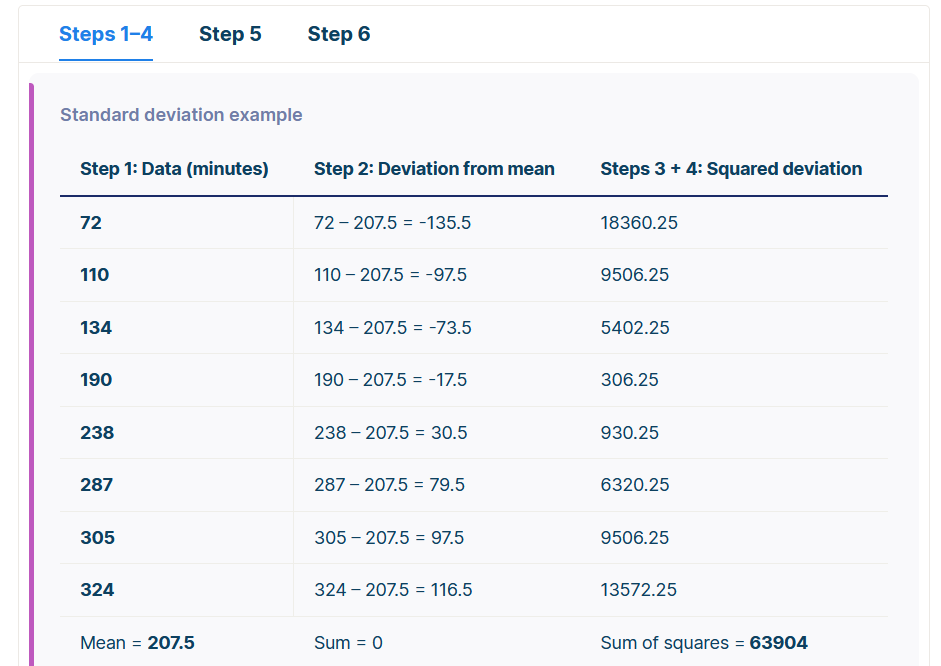 Steps 1–4 Step 5 Step 6
Standard deviation example
Step 1: Data (minutes) Step 2: Deviation from mean Steps 3 + 4: Squared deviation
72 72 – 207.5 = -135.5 18360.25
110 110 – 207.5 = -97.5 9506.25
134 134 – 207.5 = -73.5 5402.25
190 190 – 207.5 = -17.5 306.25
238 238 – 207.5 = 30.5 930.25
287 287 – 207.5 = 79.5 6320.25
305 305 – 207.5 = 97.5 9506.25
324 324 – 207.5 = 116.5 13572.25
Mean = 207.5 Sum = 0 Sum of squares = 63904